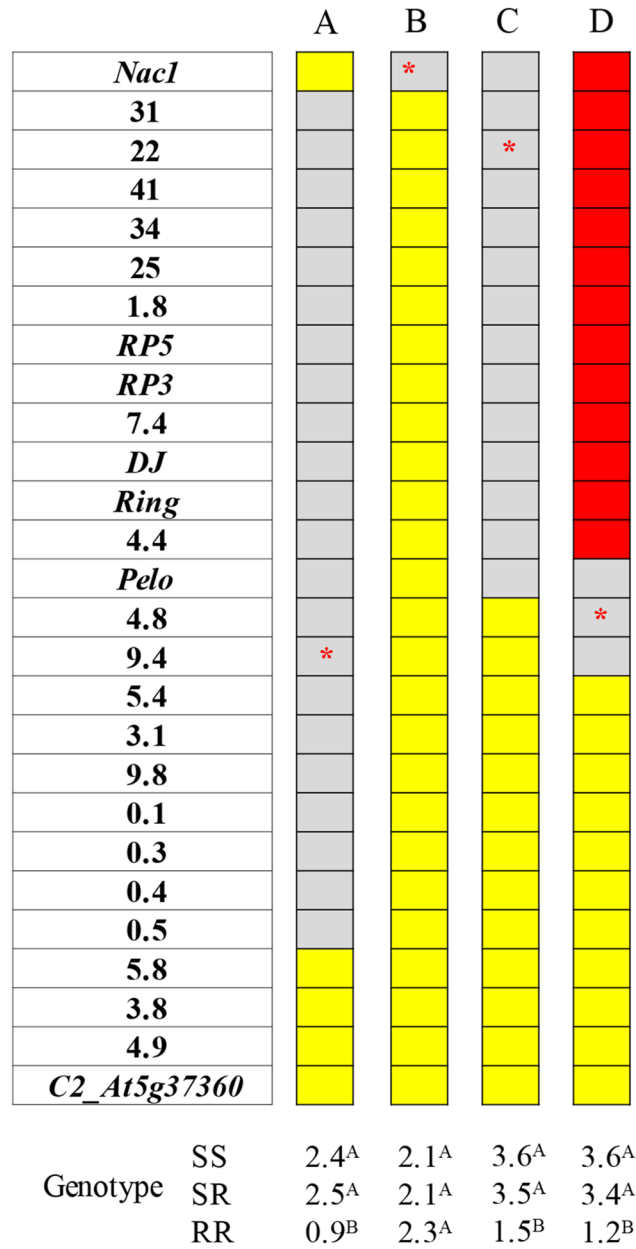 A B C D
Nac1 *
31
22 *
41
34
25
1.8
RP5
RP3
7.4
DJ
Ring
4.4
Pelo
4.8 *
9.4 *
5.4
3.1
9.8
0.1
0.3
0.4
0.5
5.8
3.8
4.9
C2_At5g37360
Genotype
SS 2.4ᴬ 2.1ᴬ 3.6ᴬ 3.6ᴬ
SR 2.5ᴬ 2.1ᴬ 3.5ᴬ 3.4ᴬ
RR 0.9ᴮ 2.3ᴬ 1.5ᴮ 1.2ᴮ